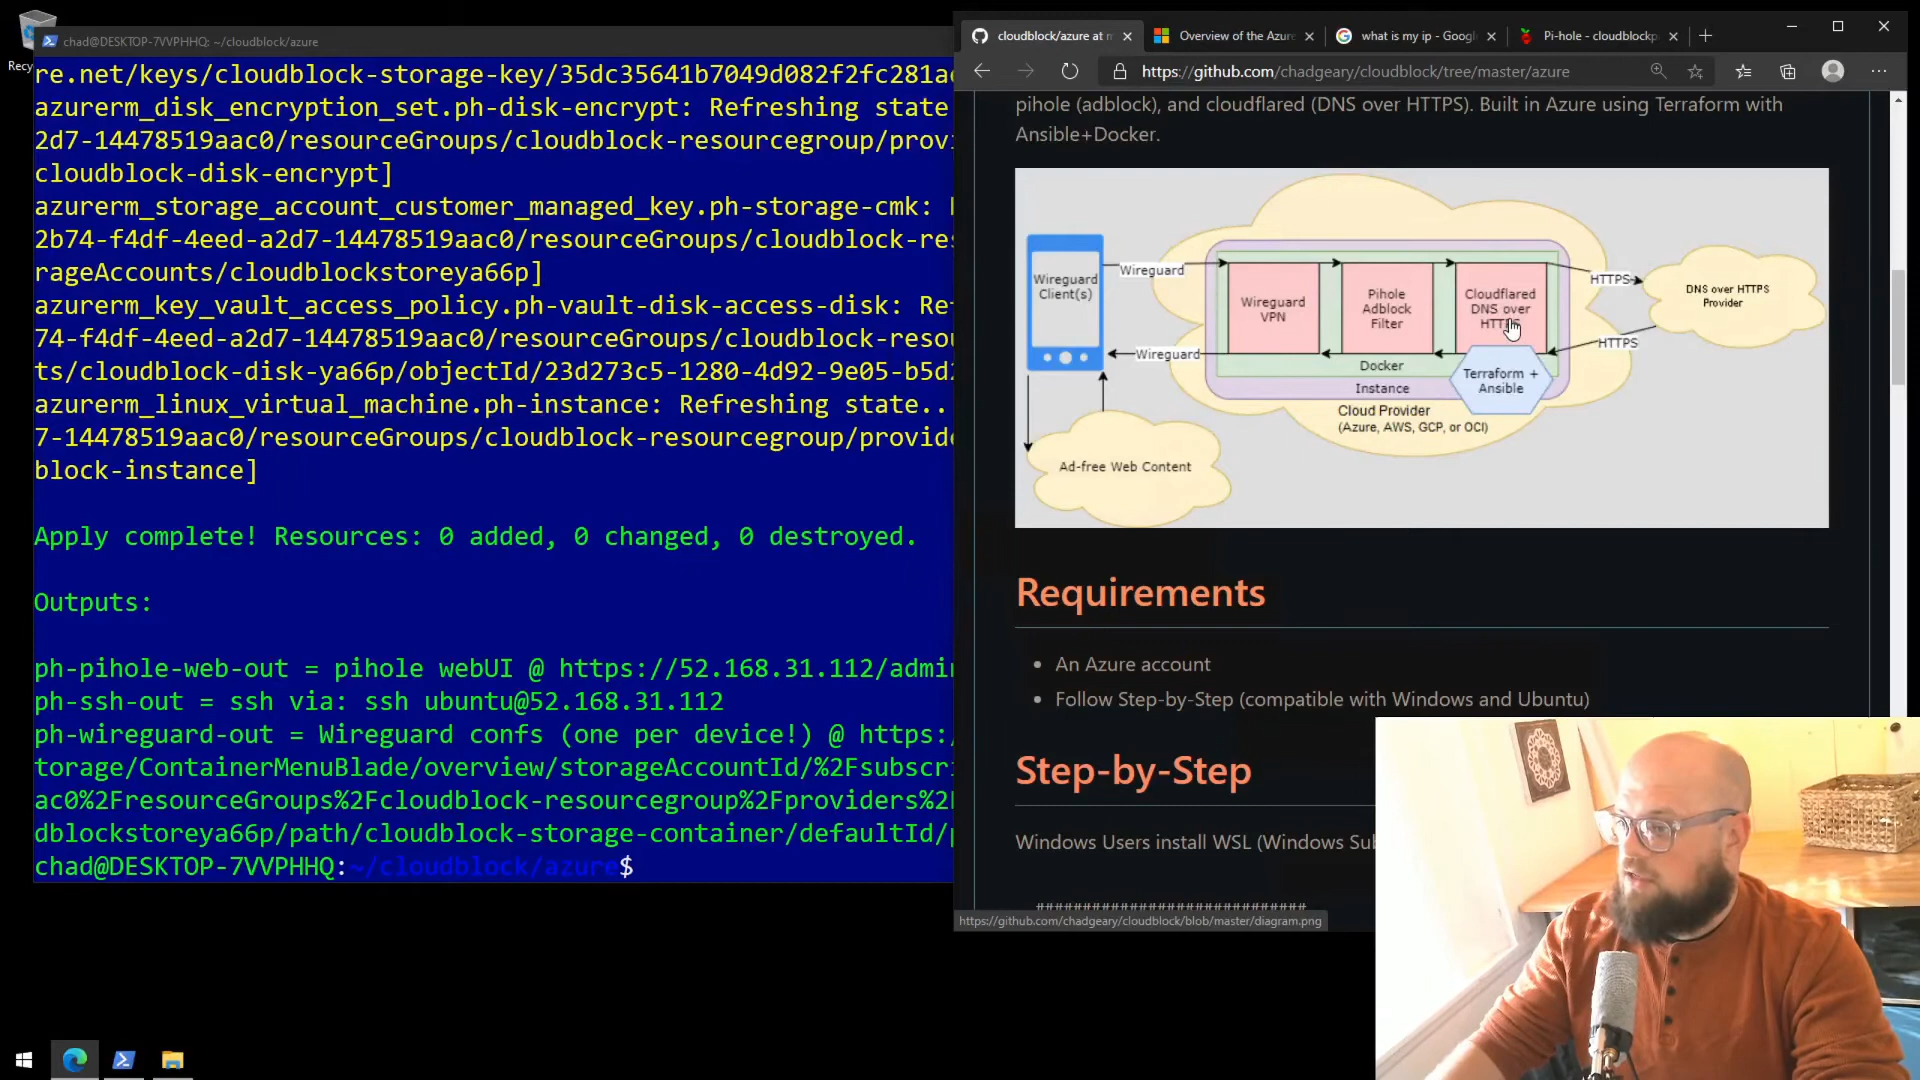 Recy
chad@DESKTOP-7VVPHHQ: ~/cloudblock/azure
re.net/keys/cloudblock-storage-key/35dc35641b7049d082f2fc281a
azurerm_disk_encryption_set.ph-disk-encrypt: Refreshing state
2d7-14478519aac0/resourceGroups/cloudblock-resourcegroup/prov
cloudblock-disk-encrypt]
azurerm_storage_account_customer_managed_key.ph-storage-cmk:
2b74-f4df-4eed-a2d7-14478519aac0/resourceGroups/cloudblock-re
rageAccounts/cloudblockstoreya66p]
azurerm_key_vault_access_policy.ph-vault-disk-access-disk: Re
74-f4df-4eed-a2d7-14478519aac0/resourceGroups/cloudblock-reso
ts/cloudblock-disk-ya66p/objectId/23d273c5-1280-4d92-9e05-b5d
azurerm_linux_virtual_machine.ph-instance: Refreshing state..
7-14478519aac0/resourceGroups/cloudblock-resourcegroup/provid
block-instance]
Apply complete! Resources: 0 added, 0 changed, 0 destroyed.
Outputs:
ph-pihole-web-out = pihole webUI @ https://52.168.31.112/admi
ph-ssh-out = ssh via: ssh ubuntu@52.168.31.112
ph-wireguard-out = Wireguard confs (one per device!) @ https:
torage/ContainerMenuBlade/overview/storageAccountId/%2Fsubscr
ac0%2FresourceGroups%2Fcloudblock-resourcegroup%2Fproviders%2
dblockstoreya66p/path/cloudblock-storage-container/defaultId/
chad@DESKTOP-7VVPHHQ:~/cloudblock/azure$
cloudblock/azure at m
Overview of the Azure
what is my ip - Googl
Pi-hole - cloudblockp
https://github.com/chadgeary/cloudblock/tree/master/azure
pihole (adblock), and cloudflared (DNS over HTTPS). Built in Azure using Terraform with
Ansible+Docker.
Wireguard
Client(s)
Wireguard
Wireguard
Wireguard
VPN
Pihole
Adblock
Filter
Cloudflared
DNS over
HTTPS
HTTPS
HTTPS
DNS over HTTPS
Provider
Docker
Instance
Terraform +
Ansible
Cloud Provider
(Azure, AWS, GCP, or OCI)
Ad-free Web Content
Requirements
• An Azure account
• Follow Step-by-Step (compatible with Windows and Ubuntu)
Step-by-Step
Windows Users install WSL (Windows Sub
############################
https://github.com/chadgeary/cloudblock/blob/master/diagram.png